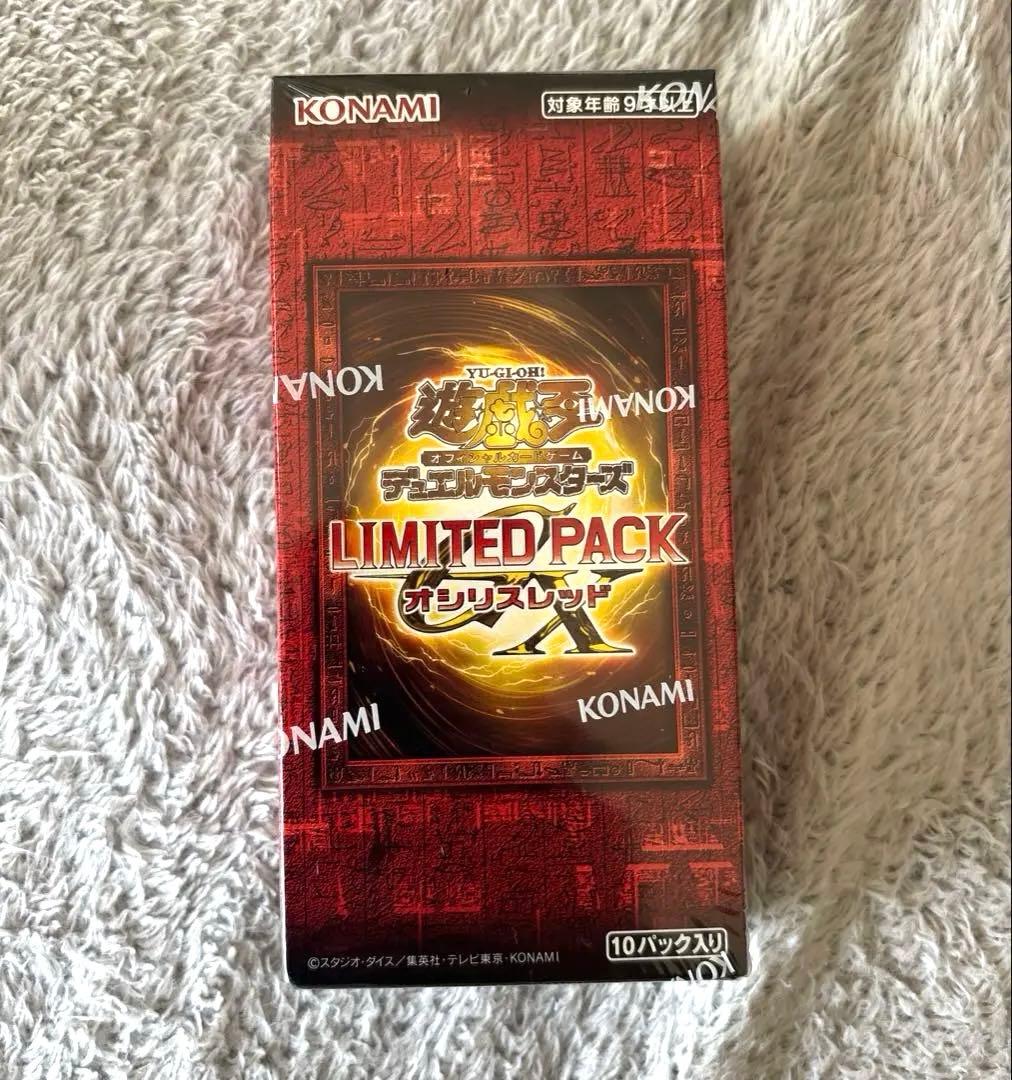 KONAMI
対象年齢9才以上
KONAMI
KONAMI
YU-GI-OH!
遊戯王
KONAMI
オフィシャルカードゲーム
デュエルモンスターズ
LIMITED PACK
GX
オシリスレッド
KONAMI
KONAMI
10パック入り
©スタジオ・ダイス／集英社・テレビ東京・KONAMI
KONAMI